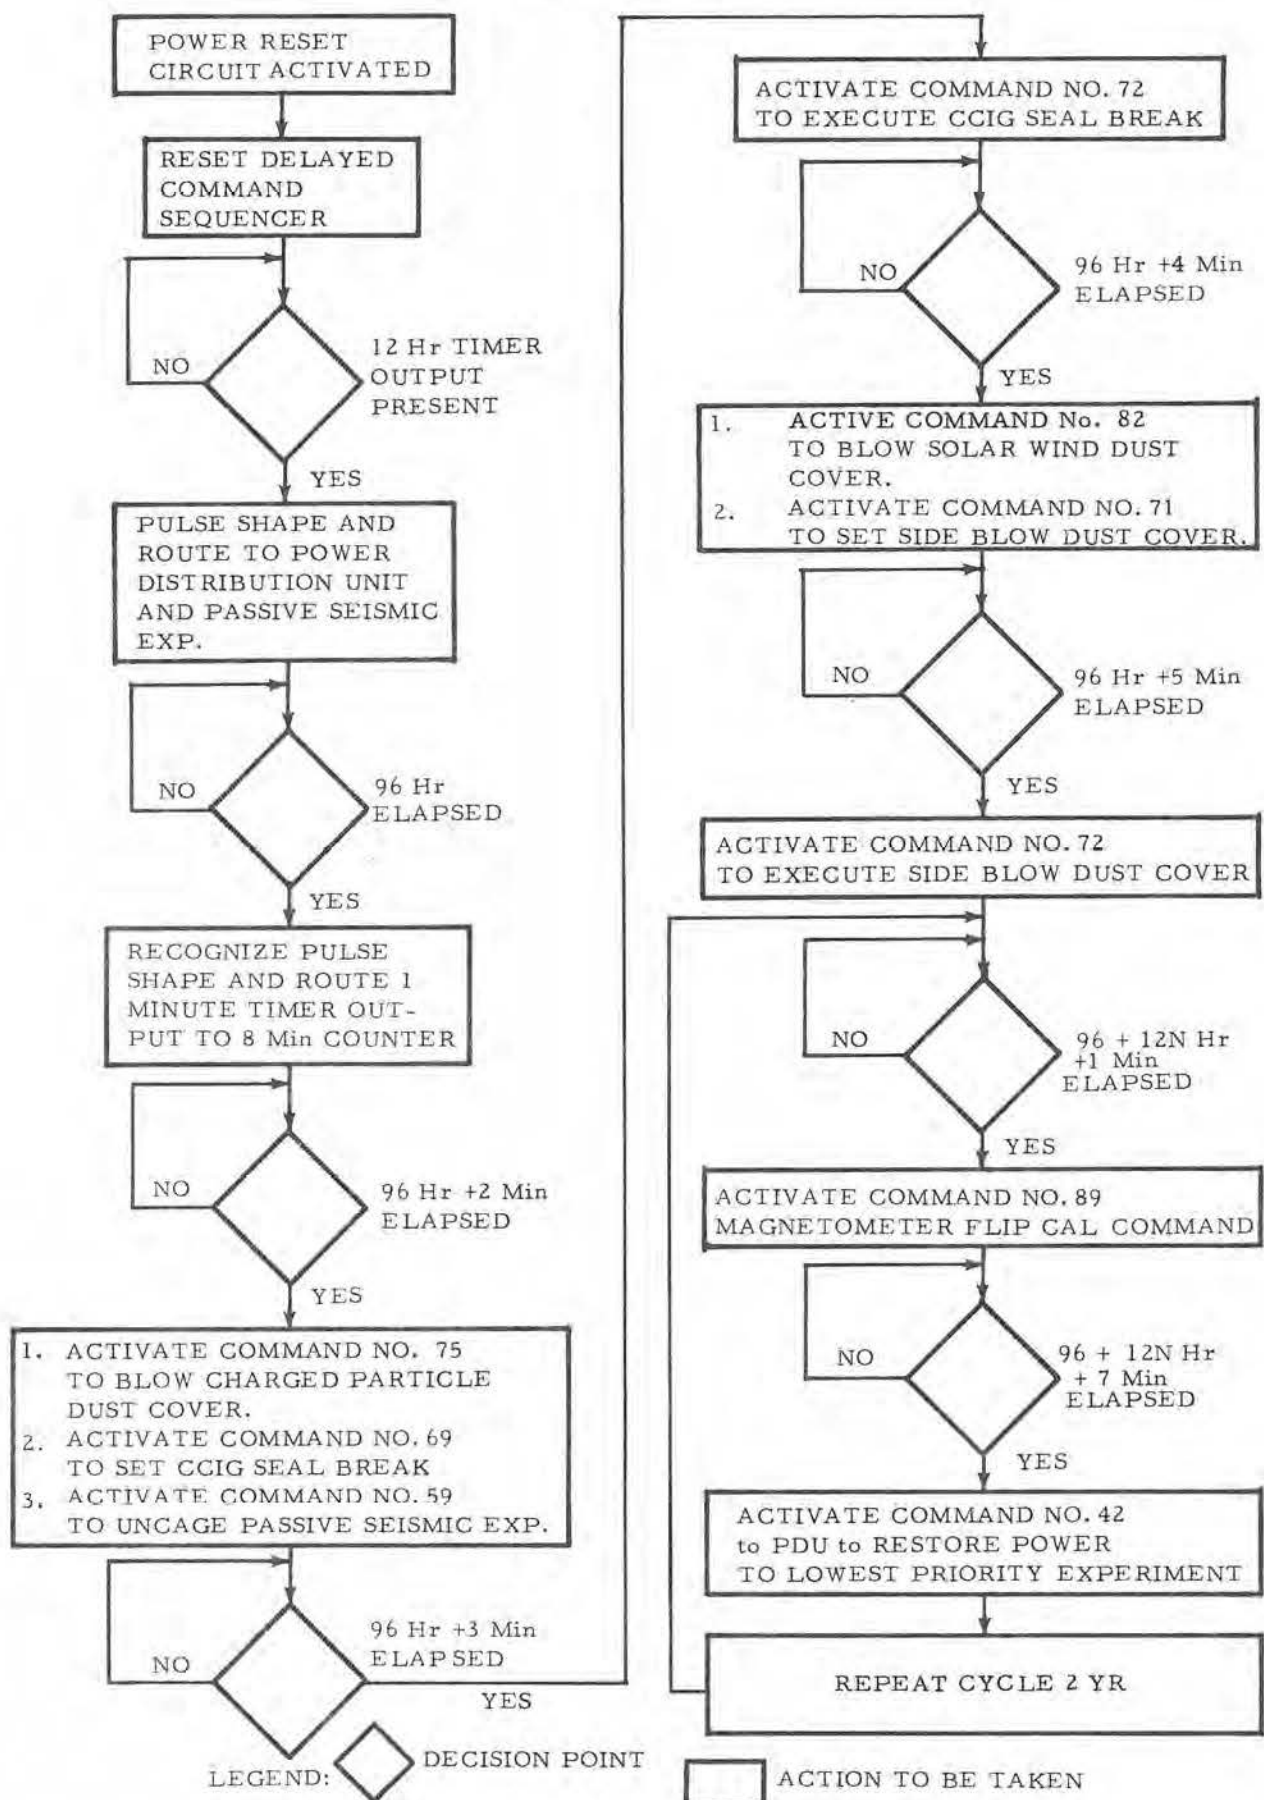 POWER RESET
CIRCUIT ACTIVATED
RESET DELAYED
COMMAND
SEQUENCER
NO
12 Hr TIMER
OUTPUT
PRESENT
YES
PULSE SHAPE AND
ROUTE TO POWER
DISTRIBUTION UNIT
AND PASSIVE SEISMIC
EXP.
NO
96 Hr
ELAPSED
YES
RECOGNIZE PULSE
SHAPE AND ROUTE 1
MINUTE TIMER OUT-
PUT TO 8 Min COUNTER
NO
96 Hr +2 Min
ELAPSED
YES
1. ACTIVATE COMMAND NO. 75
TO BLOW CHARGED PARTICLE
DUST COVER.
2. ACTIVATE COMMAND NO. 69
TO SET CCIG SEAL BREAK
3. ACTIVATE COMMAND NO. 59
TO UNCAGE PASSIVE SEISMIC EXP.
NO
96 Hr +3 Min
ELAPSED
YES
ACTIVATE COMMAND NO. 72
TO EXECUTE CCIG SEAL BREAK
NO
96 Hr +4 Min
ELAPSED
YES
1. ACTIVE COMMAND No. 82
TO BLOW SOLAR WIND DUST
COVER.
2. ACTIVATE COMMAND NO. 71
TO SET SIDE BLOW DUST COVER.
NO
96 Hr +5 Min
ELAPSED
YES
ACTIVATE COMMAND NO. 72
TO EXECUTE SIDE BLOW DUST COVER
NO
96 + 12N Hr
+1 Min
ELAPSED
YES
ACTIVATE COMMAND NO. 89
MAGNETOMETER FLIP CAL COMMAND
NO
96 + 12N Hr
+ 7 Min
ELAPSED
YES
ACTIVATE COMMAND NO. 42
to PDU to RESTORE POWER
TO LOWEST PRIORITY EXPERIMENT
REPEAT CYCLE 2 YR
LEGEND:
DECISION POINT
ACTION TO BE TAKEN